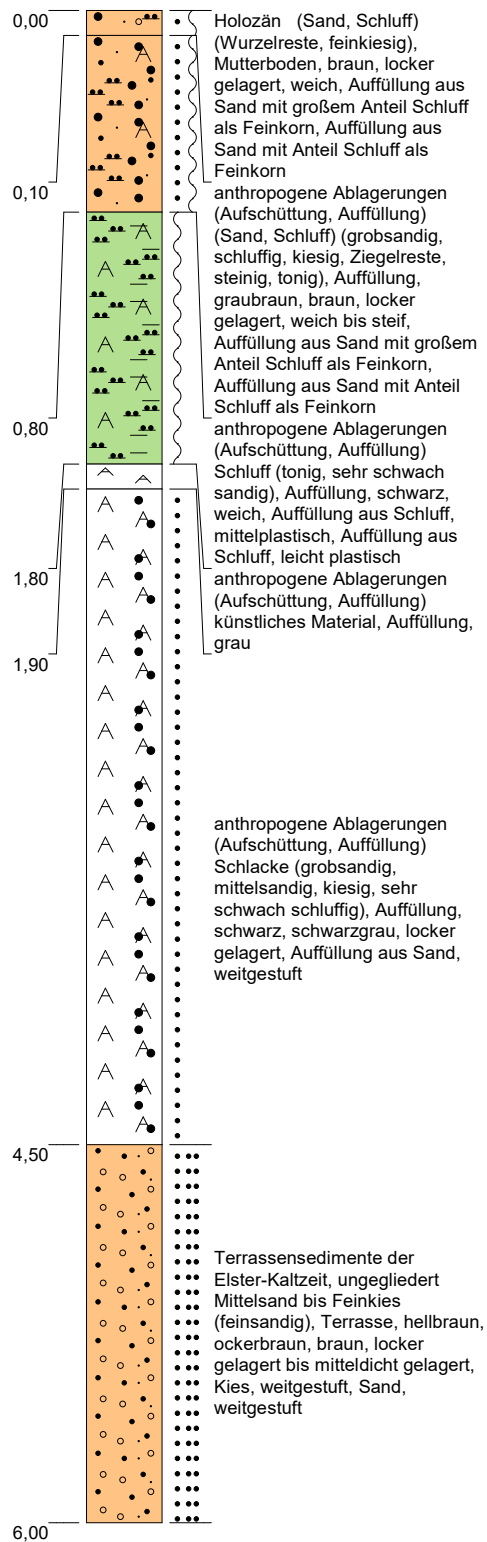 0,00
Holozän (Sand, Schluff)
(Wurzelreste, feinkiesig),
Mutterboden, braun, locker
gelagert, weich, Auffüllung aus
Sand mit großem Anteil Schluff
als Feinkorn, Auffüllung aus
Sand mit Anteil Schluff als
Feinkorn
0,10
anthropogene Ablagerungen
(Aufschüttung, Auffüllung)
(Sand, Schluff) (grobsandig,
schluffig, kiesig, Ziegelreste,
steinig, tonig), Auffüllung,
graubraun, braun, locker
gelagert, weich bis steif,
Auffüllung aus Sand mit großem
Anteil Schluff als Feinkorn,
Auffüllung aus Sand mit Anteil
Schluff als Feinkorn
0,80
anthropogene Ablagerungen
(Aufschüttung, Auffüllung)
Schluff (tonig, sehr schwach
sandig), Auffüllung, schwarz,
weich, Auffüllung aus Schluff,
mittelplastisch, Auffüllung aus
Schluff, leicht plastisch
1,80
anthropogene Ablagerungen
(Aufschüttung, Auffüllung)
künstliches Material, Auffüllung,
grau
1,90
anthropogene Ablagerungen
(Aufschüttung, Auffüllung)
Schlacke (grobsandig,
mittelsandig, kiesig, sehr
schwach schluffig), Auffüllung,
schwarz, schwarzgrau, locker
gelagert, Auffüllung aus Sand,
weitgestuft
4,50
Terrassensedimente der
Elster-Kaltzeit, ungegliedert
Mittelsand bis Feinkies
(feinsandig), Terrasse, hellbraun,
ockerbraun, braun, locker
gelagert bis mitteldicht gelagert,
Kies, weitgestuft, Sand,
weitgestuft
6,00